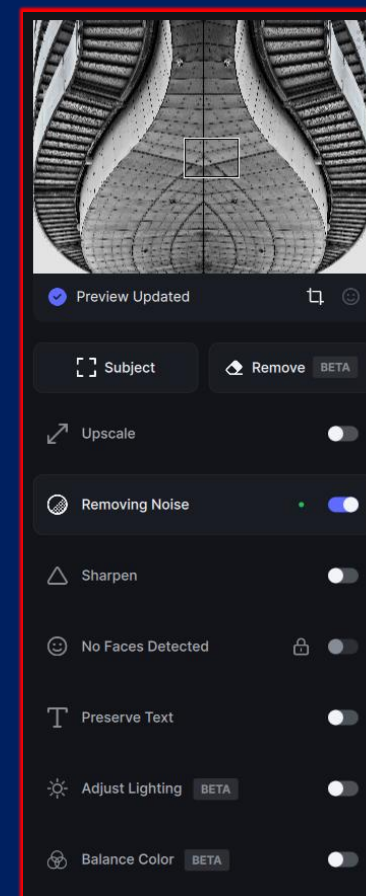 Preview Updated
Subject
Remove BETA
Upscale
Removing Noise
Sharpen
No Faces Detected
Preserve Text
Adjust Lighting BETA
Balance Color BETA